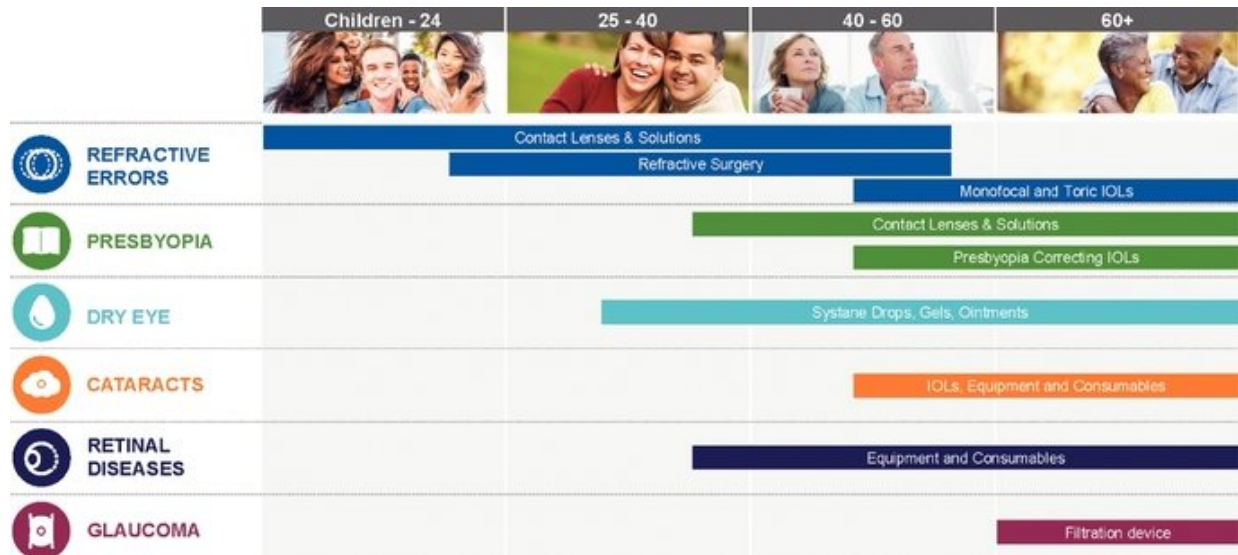 Children - 24
25 - 40
40 - 60
60+
REFRACTIVE
ERRORS
Contact Lenses & Solutions
Refractive Surgery
Monofocal and Toric IOLs
PRESBYOPIA
Contact Lenses & Solutions
Presbyopia Correcting IOLs
DRY EYE
Systane Drops, Gels, Ointments
CATARACTS
IOLs, Equipment and Consumables
RETINAL
DISEASES
Equipment and Consumables
GLAUCOMA
Filtration device